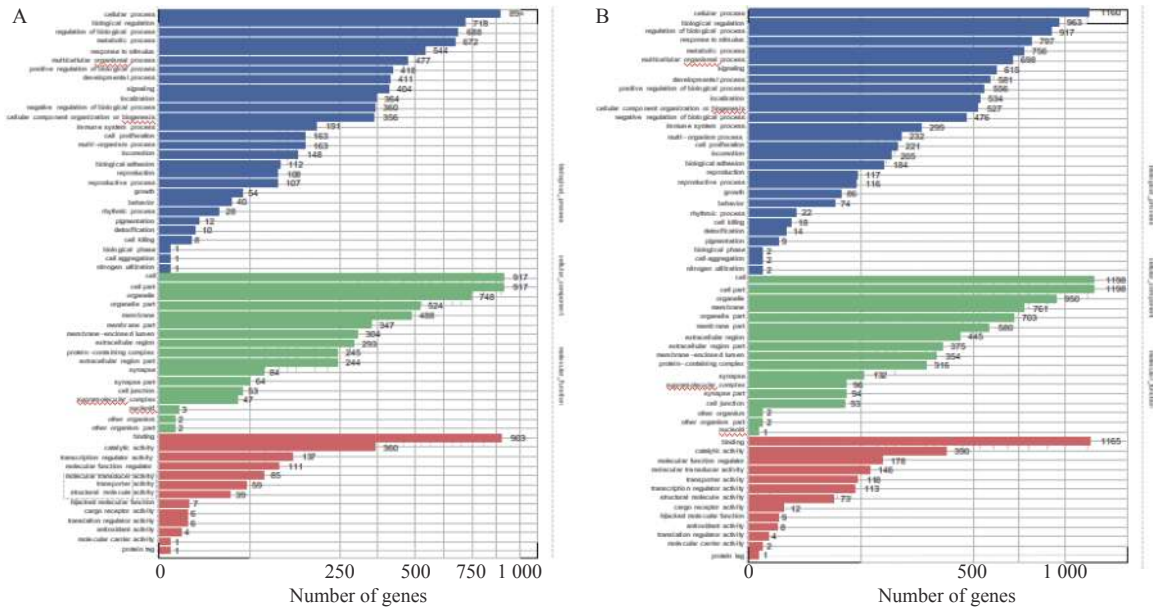 A
cellular process 894
biological regulation 718
regulation of biological process 688
metabolic process 672
response to stimulus 544
multicellular organismal process 477
positive regulation of biological process 418
developmental process 411
signaling 404
localization 364
negative regulation of biological process 360
cellular component organization or biogenesis 356
immune system process 191
cell proliferation 163
multi-organism process 163
locomotion 148
biological adhesion 112
reproduction 108
reproductive process 107
growth 54
behavior 40
rhythmic process 28
pigmentation 12
detoxification 10
cell killing 8
biological phase 1
cell aggregation 1
nitrogen utilization 1
cell 917
cell part 917
organelle 748
organelle part 524
membrane 488
membrane part 347
membrane-enclosed lumen 304
extracellular region 293
protein-containing complex 245
extracellular region part 244
synapse 84
synapse part 64
cell junction 53
complex 47
nucleoid 3
other organism 2
other organism part 2
binding 903
catalytic activity 360
transcription regulator activity 137
molecular function regulator 111
molecular transducer activity 85
transporter activity 59
structural molecule activity 39
hijacked molecular function 7
cargo receptor activity 6
translation regulator activity 6
antioxidant activity 4
molecular carrier activity 1
protein tag 1
biological_process
cellular_component
molecular_function
0 250 500 750 1 000
Number of genes
B
cellular process 1160
biological regulation 963
regulation of biological process 917
response to stimulus 797
metabolic process 756
multicellular organismal process 698
signaling 615
developmental process 581
positive regulation of biological process 556
localization 534
cellular component organization or biogenesis 527
negative regulation of biological process 476
immune system process 295
multi-organism process 232
cell proliferation 221
locomotion 205
biological adhesion 184
reproduction 117
reproductive process 116
growth 86
behavior 74
rhythmic process 22
cell killing 18
detoxification 14
pigmentation 9
biological phase 2
cell aggregation 2
nitrogen utilization 2
cell 1198
cell part 1198
organelle 950
membrane 761
organelle part 703
membrane part 580
extracellular region 445
extracellular region part 375
membrane-enclosed lumen 354
protein-containing complex 316
synapse 132
complex 96
synapse part 94
cell junction 93
other organism 2
other organism part 2
nucleoid 1
binding 1165
catalytic activity 390
molecular function regulator 178
molecular transducer activity 146
transporter activity 118
transcription regulator activity 113
structural molecule activity 73
cargo receptor activity 12
hijacked molecular function 9
antioxidant activity 8
translation regulator activity 4
molecular carrier activity 2
protein tag 1
0 500 1 000
Number of genes